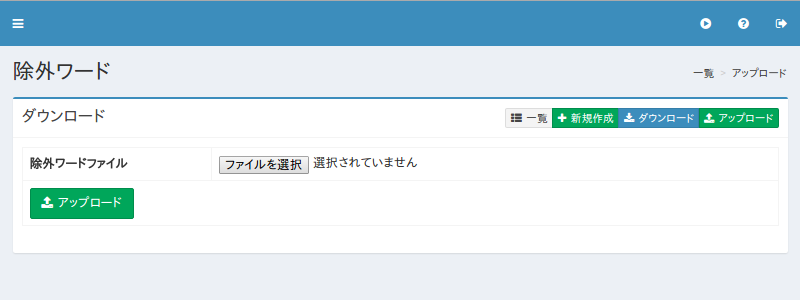 除外ワード
一覧 > アップロード
ダウンロード
一覧 新規作成 ダウンロード アップロード
除外ワードファイル ファイルを選択 選択されていません
アップロード